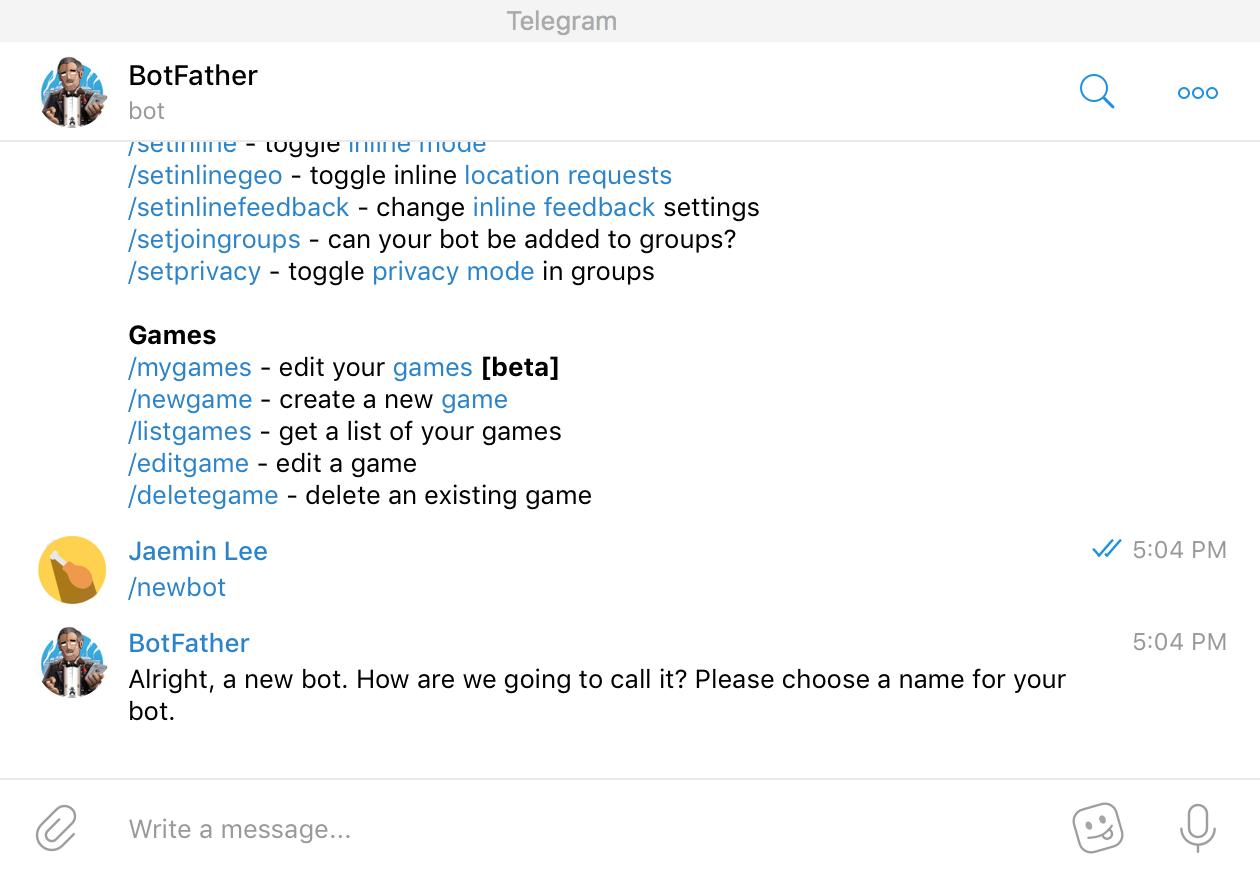 Telegram
BotFather
bot
/setinline - toggle inline mode
/setinlinegeo - toggle inline location requests
/setinlinefeedback - change inline feedback settings
/setjoingroups - can your bot be added to groups?
/setprivacy - toggle privacy mode in groups
Games
/mygames - edit your games [beta]
/newgame - create a new game
/listgames - get a list of your games
/editgame - edit a game
/deletegame - delete an existing game
Jaemin Lee
5:04 PM
/newbot
BotFather
5:04 PM
Alright, a new bot. How are we going to call it? Please choose a name for your
bot.
Write a message...